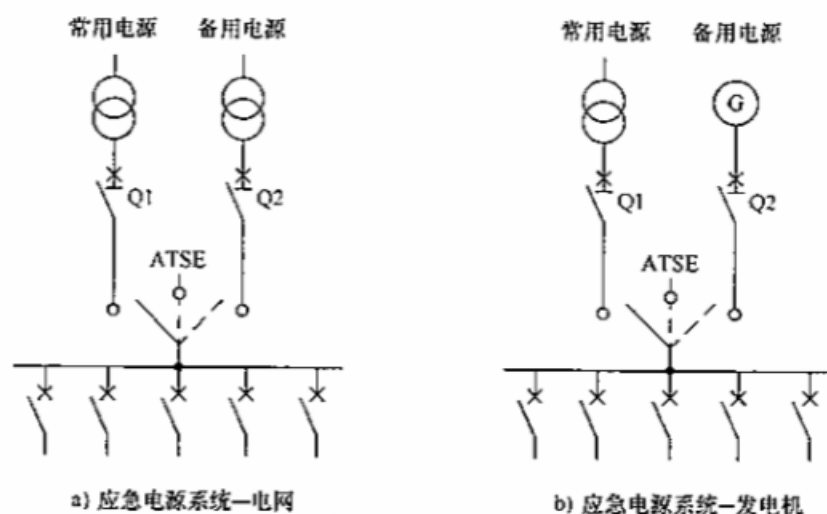 常用电源 备用电源
Q1 Q2
ATSE
a) 应急电源系统—电网
常用电源 备用电源
G
Q1 Q2
ATSE
b) 应急电源系统—发电机